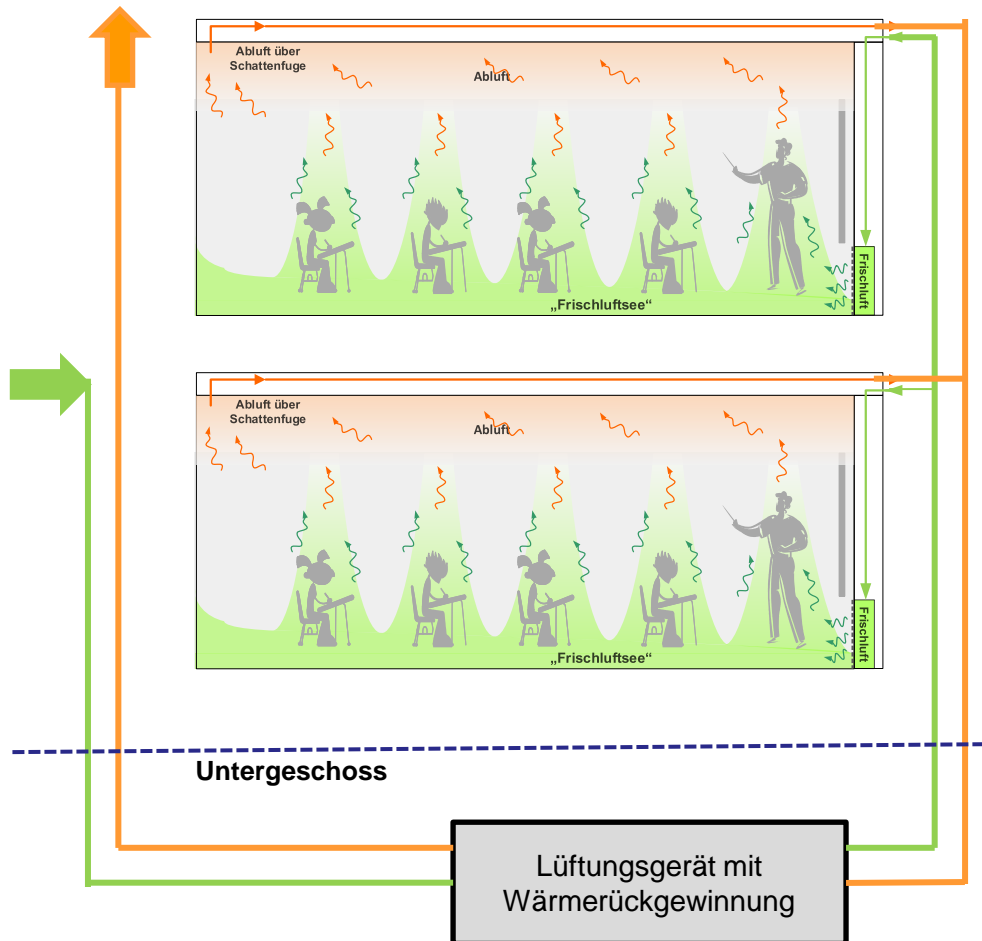 Abluft über
Schattenfuge
Abluft
Frischluft
„Frischluftsee“
Abluft über
Schattenfuge
Abluft
Frischluft
„Frischluftsee“
Untergeschoss
Lüftungsgerät mit
Wärmerückgewinnung